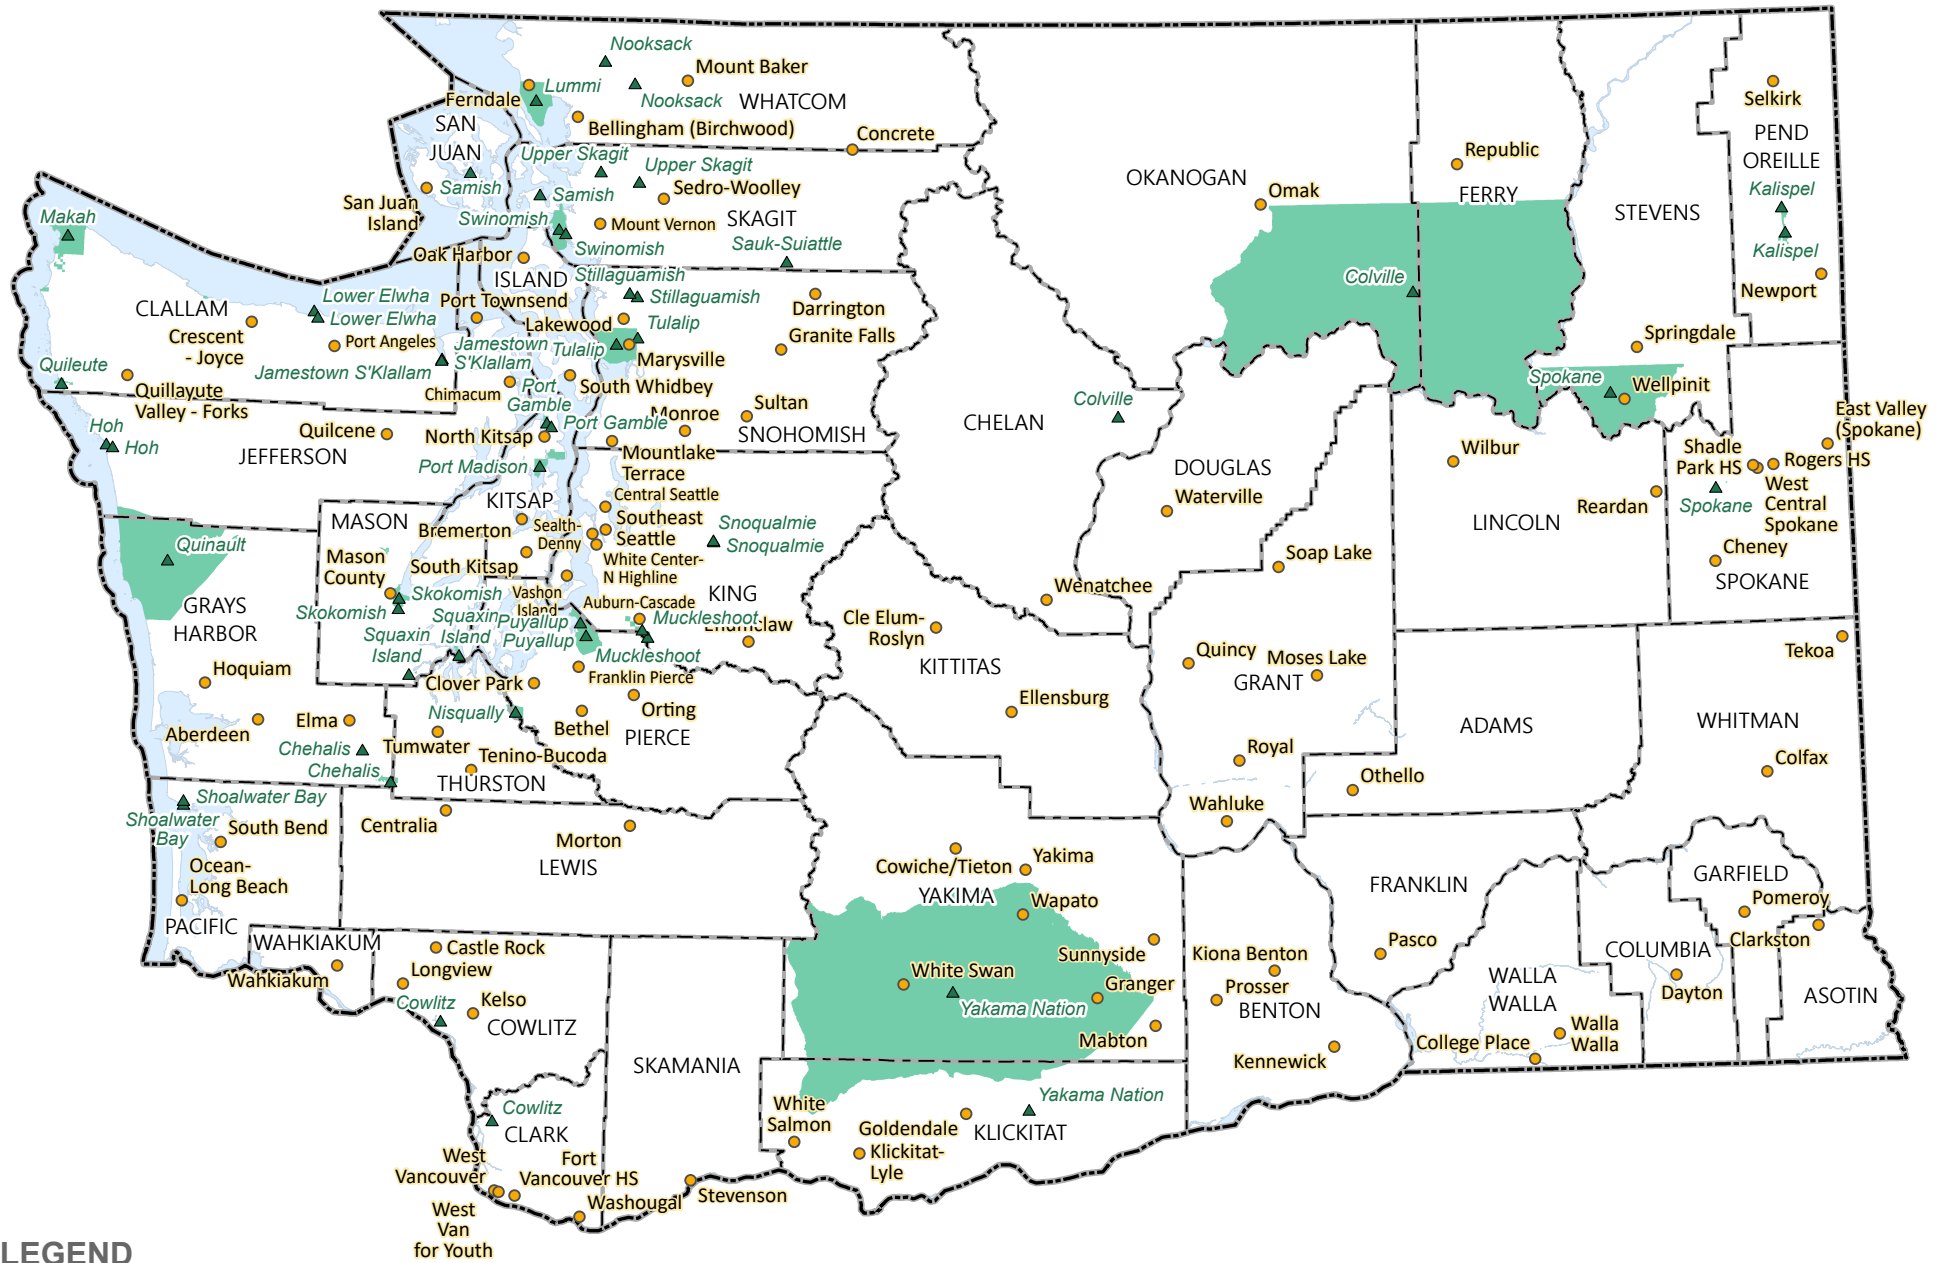 Nooksack
Mount Baker
Lummi
Nooksack
WHATCOM
Ferndale
SAN
JUAN
Bellingham (Birchwood)
Concrete
Upper Skagit
Upper Skagit
Samish
Samish
Sedro-Woolley
San Juan
Island
Swinomish
SKAGIT
Mount Vernon
Swinomish
Sauk-Suiattle
Makah
Oak Harbor
ISLAND
Stillaguamish
Stillaguamish
Port Townsend
Darrington
Lower Elwha
Lower Elwha
CLALLAM
Crescent
- Joyce
Port Angeles
Lakewood
Tulalip
Granite Falls
Jamestown
S'Klallam
Tulalip
Marysville
Jamestown S'Klallam
Quileute
Quillayute
Valley - Forks
Chimacum
Port
Gamble
South Whidbey
Sultan
Monroe
SNOHOMISH
Hoh
Hoh
Quilcene
North Kitsap
Port Gamble
JEFFERSON
Port Madison
Mountlake
Terrace
KITSAP
Central Seattle
MASON
Bremerton
Sealth-
Denny
Southeast
Seattle
Snoqualmie
Snoqualmie
Quinault
Mason
County
South Kitsap
White Center-
N Highline
KING
Skokomish
Skokomish
Vashon
Island
Auburn-Cascade
GRAYS
HARBOR
Squaxin
Island
Squaxin
Island
Puyallup
Puyallup
Muckleshoot
Enumclaw
Muckleshoot
Hoquiam
Clover Park
Franklin Pierce
Nisqually
Orting
Aberdeen
Elma
Bethel
PIERCE
Chehalis
Chehalis
Tumwater
Tenino-Bucoda
THURSTON
Shoalwater Bay
Shoalwater
Bay
South Bend
Centralia
Morton
LEWIS
Ocean-
Long Beach
PACIFIC
WAHKIAKUM
Wahkiakum
Castle Rock
Longview
Cowlitz
Kelso
COWLITZ
SKAMANIA
Cowlitz
CLARK
West
Vancouver
Fort
Vancouver HS
Washougal
Stevenson
West
Van
for Youth
OKANOGAN
Omak
Republic
FERRY
STEVENS
Selkirk
PEND
OREILLE
Kalispel
Kalispel
Newport
Colville
Springdale
Spokane
Wellpinit
Colville
CHELAN
DOUGLAS
Waterville
Wilbur
Reardan
LINCOLN
East Valley
(Spokane)
Shadle
Park HS
Rogers HS
West
Central
Spokane
Spokane
Cheney
SPOKANE
Soap Lake
Wenatchee
Cle Elum-
Roslyn
KITTITAS
Quincy
Moses Lake
GRANT
Tekoa
Ellensburg
ADAMS
WHITMAN
Royal
Othello
Colfax
Wahluke
Cowiche/Tieton
Yakima
YAKIMA
Wapato
FRANKLIN
GARFIELD
Pomeroy
Clarkston
Sunnyside
Kiona Benton
Pasco
COLUMBIA
White Swan
Granger
Prosser
WALLA
WALLA
Dayton
ASOTIN
Yakama Nation
BENTON
Mabton
Kennewick
College Place
Walla
Walla
White
Salmon
Yakama Nation
Goldendale
KLICKITAT
Klickitat-
Lyle
LEGEND